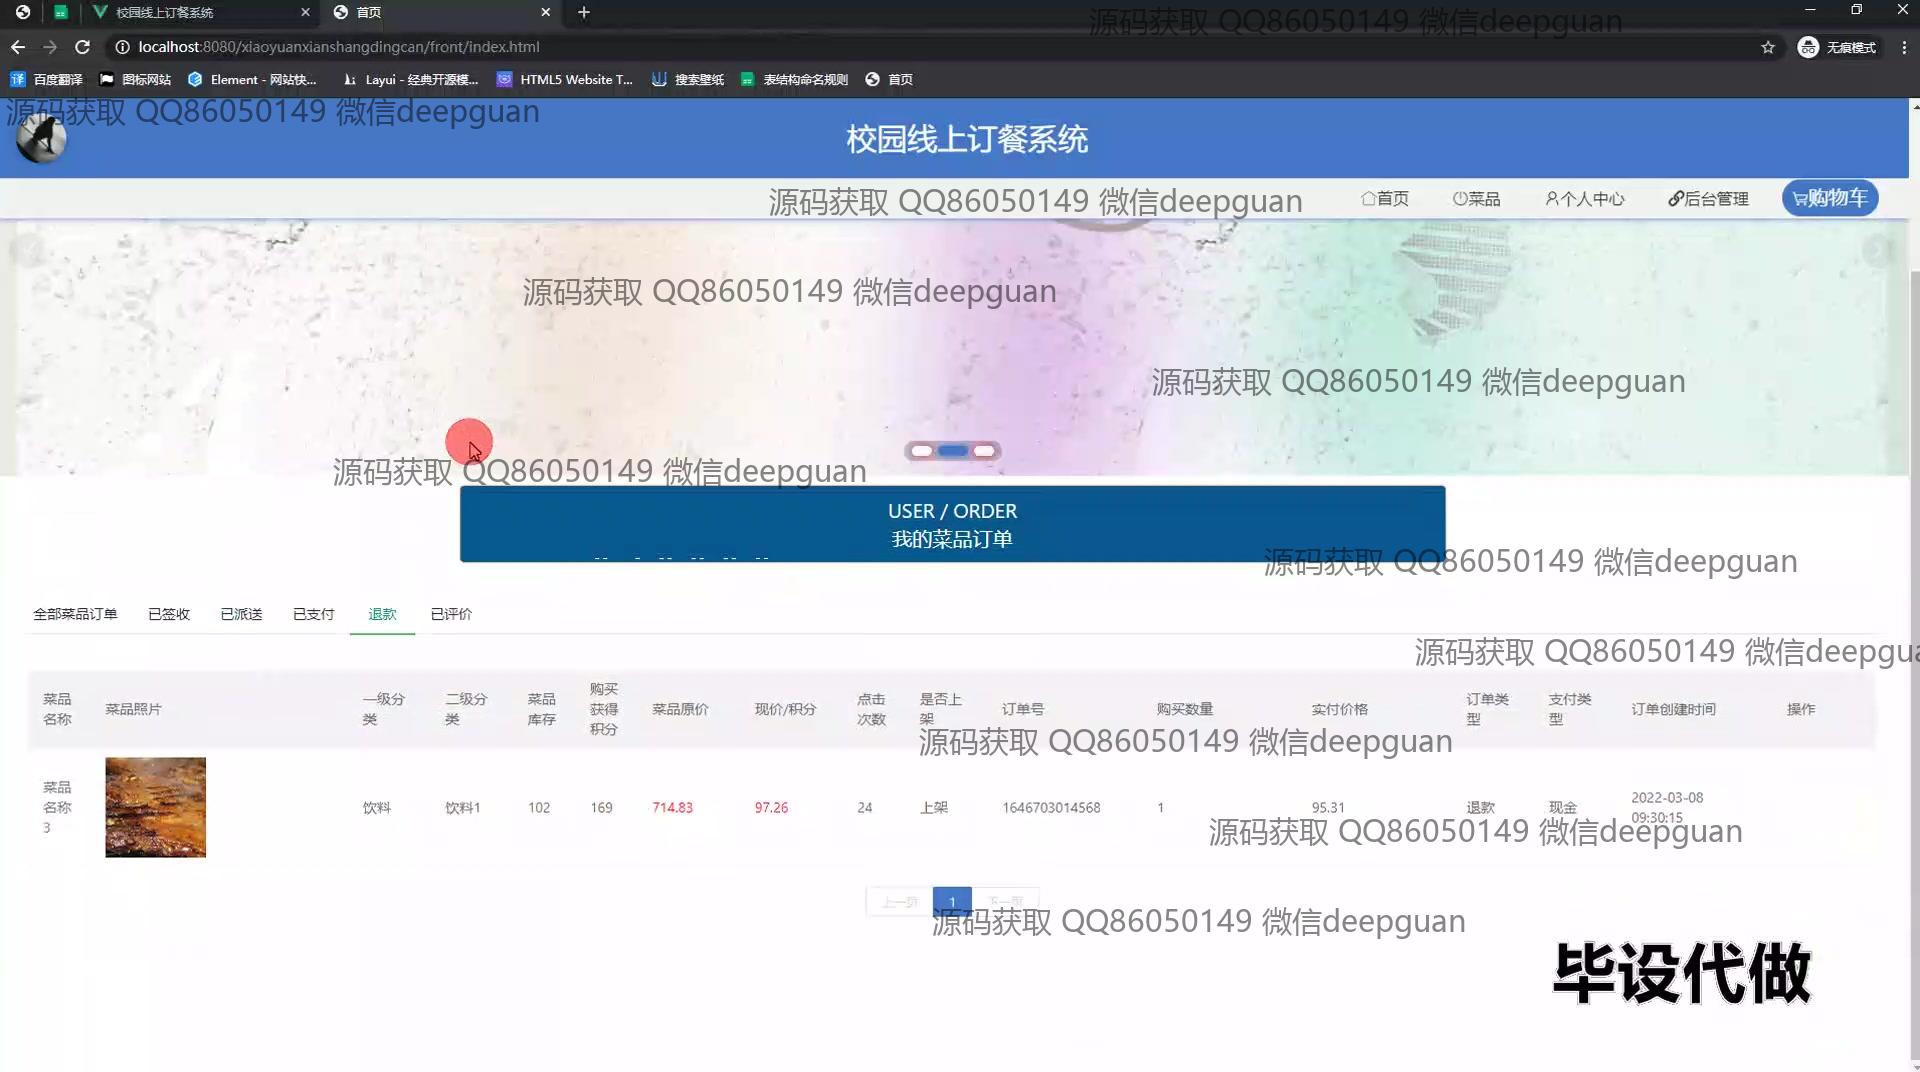 校园线上订餐系统
首页
源码获取 QQ86050149 微信deepguan
localhost:8080/xiaoyuanxianshangdingcan/front/index.html
无痕模式
百度翻译
图标网站
Element - 网站快...
Layui - 经典开源模...
HTML5 Website T...
搜索壁纸
表结构命名规则
首页
源码获取 QQ86050149 微信deepguan
校园线上订餐系统
源码获取 QQ86050149 微信deepguan
首页
菜品
个人中心
后台管理
购物车
源码获取 QQ86050149 微信deepguan
源码获取 QQ86050149 微信deepguan
源码获取 QQ86050149 微信deepguan
USER / ORDER
我的菜品订单
源码获取 QQ86050149 微信deepguan
全部菜品订单 已签收 已派送 已支付 退款 已评价
源码获取 QQ86050149 微信deepgua
菜品名称 菜品照片 一级分类 二级分类 菜品库存 购买获得积分 菜品原价 现价/积分 点击次数 是否上架 订单号 购买数量 实付价格 订单类型 支付类型 订单创建时间 操作
源码获取 QQ86050149 微信deepguan
菜品名称3 饮料 饮料1 102 169 714.83 97.26 24 上架 1646703014568 1 95.31 退款 现金 2022-03-08 09:30:15
源码获取 QQ86050149 微信deepguan
上一页 1 下一页
源码获取 QQ86050149 微信deepguan
毕设代做